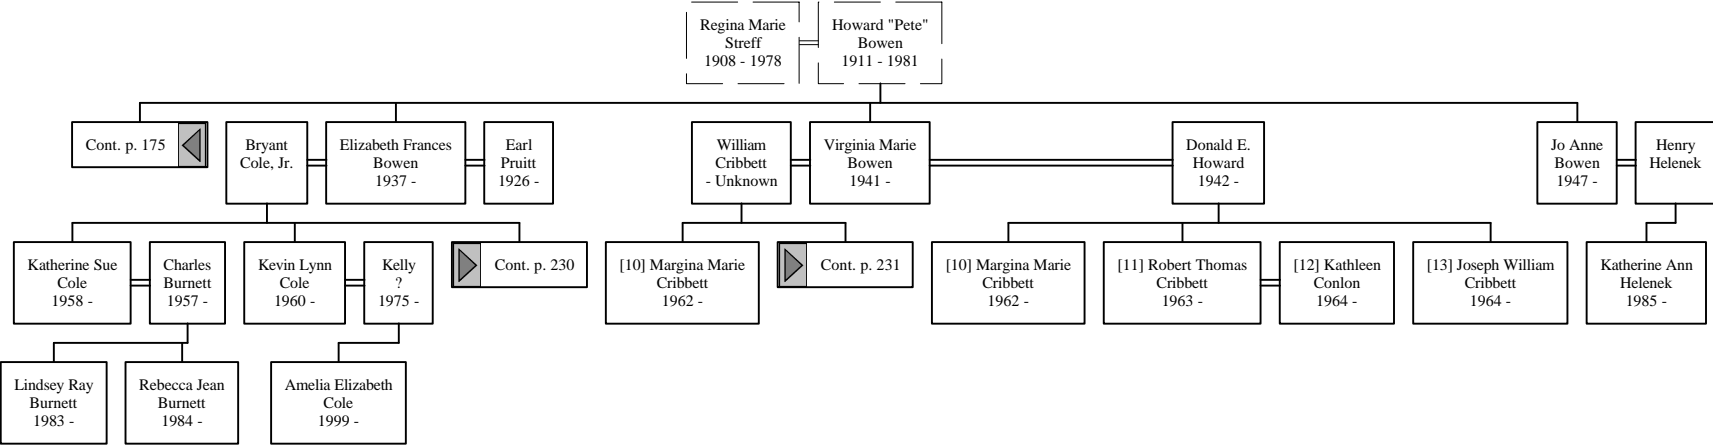 Regina Marie
Streff
1908 - 1978
Howard "Pete"
Bowen
1911 - 1981
Cont. p. 175
Bryant
Cole, Jr.
Elizabeth Frances
Bowen
1937 -
Earl
Pruitt
1926 -
William
Cribbett
- Unknown
Virginia Marie
Bowen
1941 -
Donald E.
Howard
1942 -
Jo Anne
Bowen
1947 -
Henry
Helenek
Katherine Sue
Cole
1958 -
Charles
Burnett
1957 -
Kevin Lynn
Cole
1960 -
Kelly
?
1975 -
Cont. p. 230
[10] Margina Marie
Cribbett
1962 -
Cont. p. 231
[10] Margina Marie
Cribbett
1962 -
[11] Robert Thomas
Cribbett
1963 -
[12] Kathleen
Conlon
1964 -
[13] Joseph William
Cribbett
1964 -
Katherine Ann
Helenek
1985 -
Lindsey Ray
Burnett
1983 -
Rebecca Jean
Burnett
1984 -
Amelia Elizabeth
Cole
1999 -